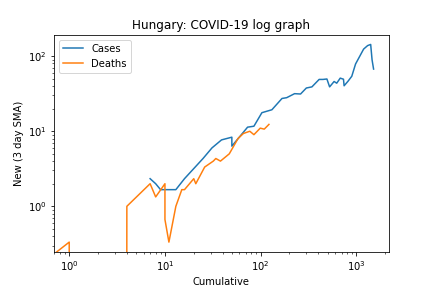 Hungary: COVID-19 log graph
Cases
Deaths
New (3 day SMA)
10²
10¹
10⁰
10⁰
10¹
10²
10³
Cumulative